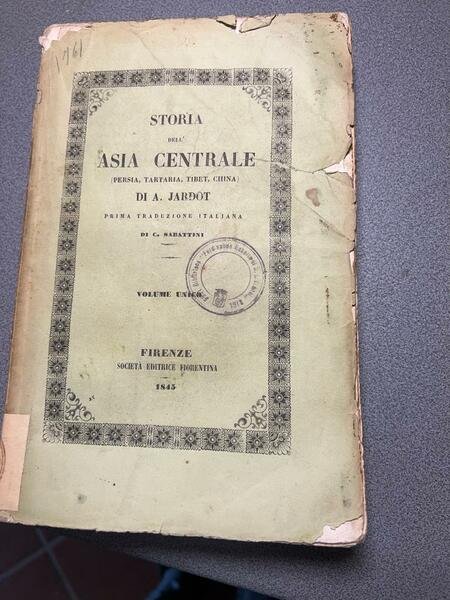 1761
STORIA
DELL'
ASIA CENTRALE
(PERSIA, TARTARIA, TIBET, CHINA)
DI A. JARDOT
PRIMA TRADUZIONE ITALIANA
DI C. SABATTINI
VOLUME UNICO
FIRENZE
SOCIETÀ EDITRICE FIORENTINA
1845